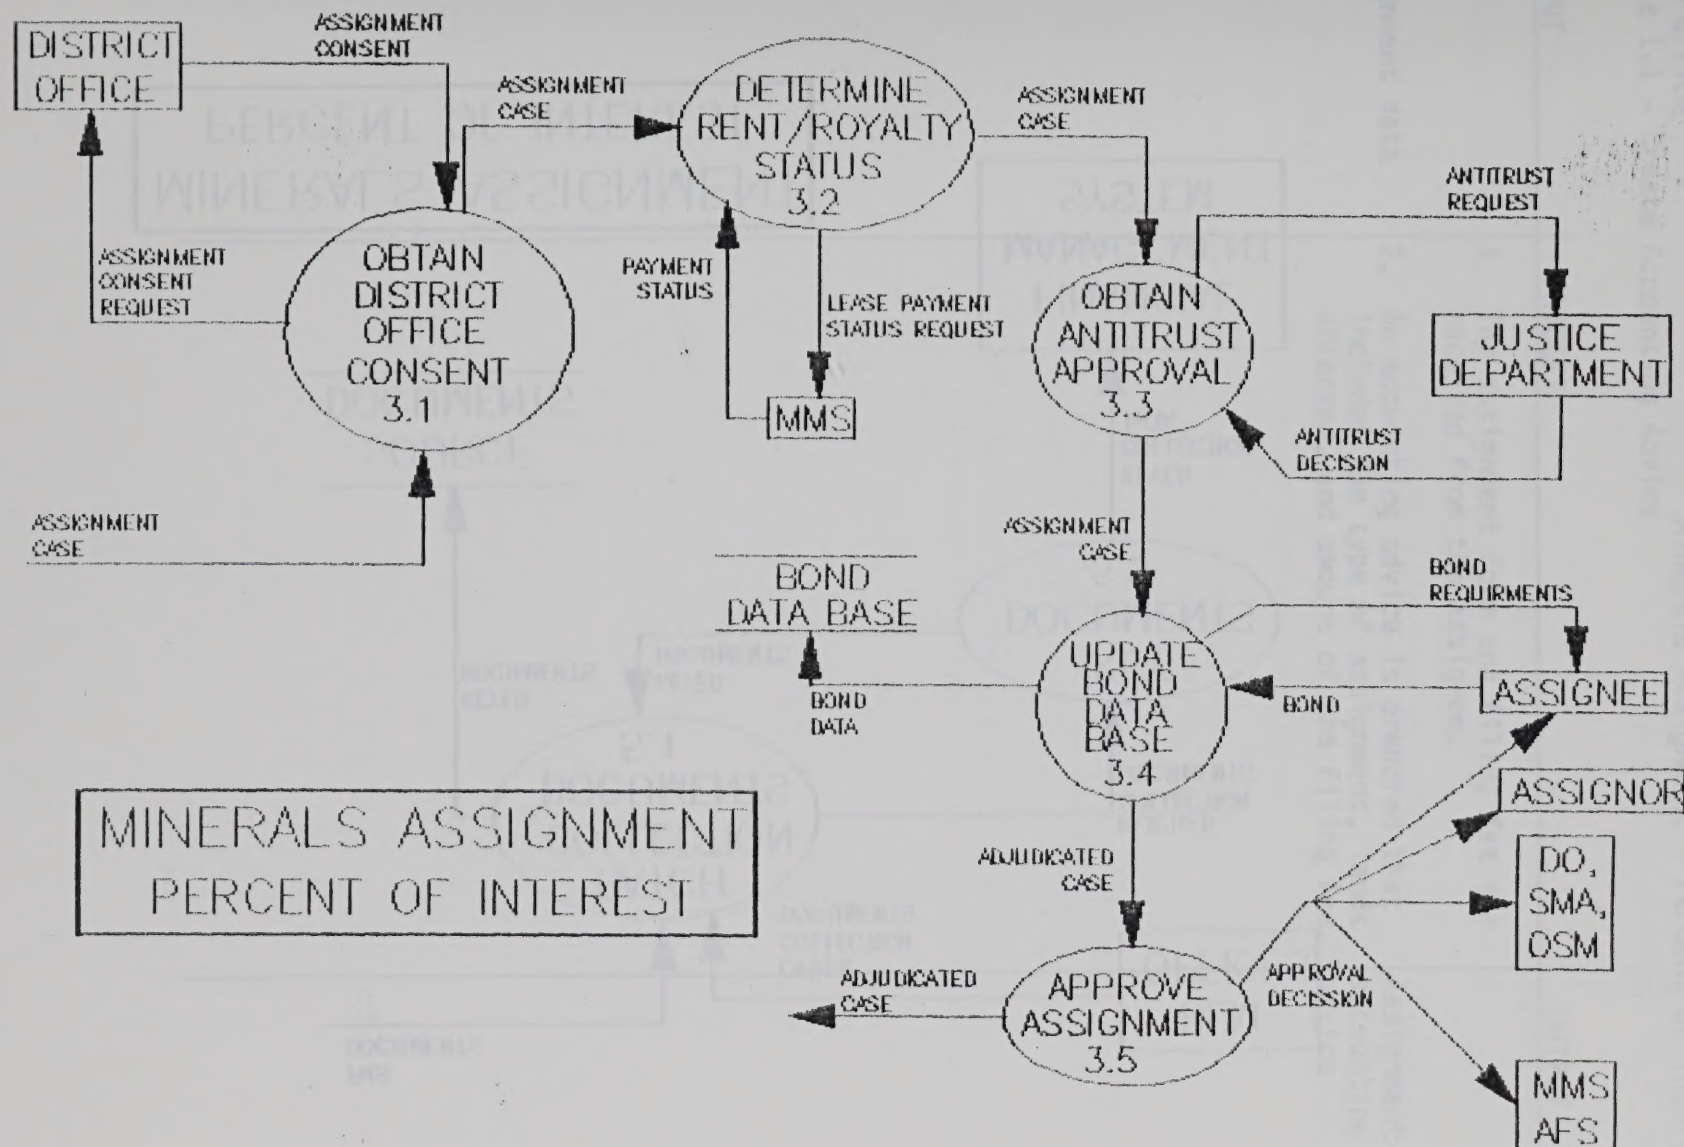 DISTRICT
OFFICE
ASSIGNMENT
CONSENT
ASSIGNMENT
CONSENT
REQUEST
OBTAIN
DISTRICT
OFFICE
CONSENT
3.1
ASSIGNMENT
CASE
ASSIGNMENT
CASE
DETERMINE
RENT/ROYALTY
STATUS
3.2
PAYMENT
STATUS
LEASE PAYMENT
STATUS REQUEST
MMS
ASSIGNMENT
CASE
OBTAIN
ANTITRUST
APPROVAL
3.3
ANTITRUST
REQUEST
JUSTICE
DEPARTMENT
ANTITRUST
DECISION
ASSIGNMENT
CASE
BOND
DATA BASE
BOND
DATA
UPDATE
BOND
DATA
BASE
3.4
BOND
REQUIRMENTS
BOND
ASSIGNEE
ASSIGNOR
DO,
SMA,
OSM
MMS
AFS
ADJUDICATED
CASE
APPROVE
ASSIGNMENT
3.5
APPROVAL
DECISSION
ADJUDICATED
CASE
MINERALS ASSIGNMENT
PERCENT OF INTEREST